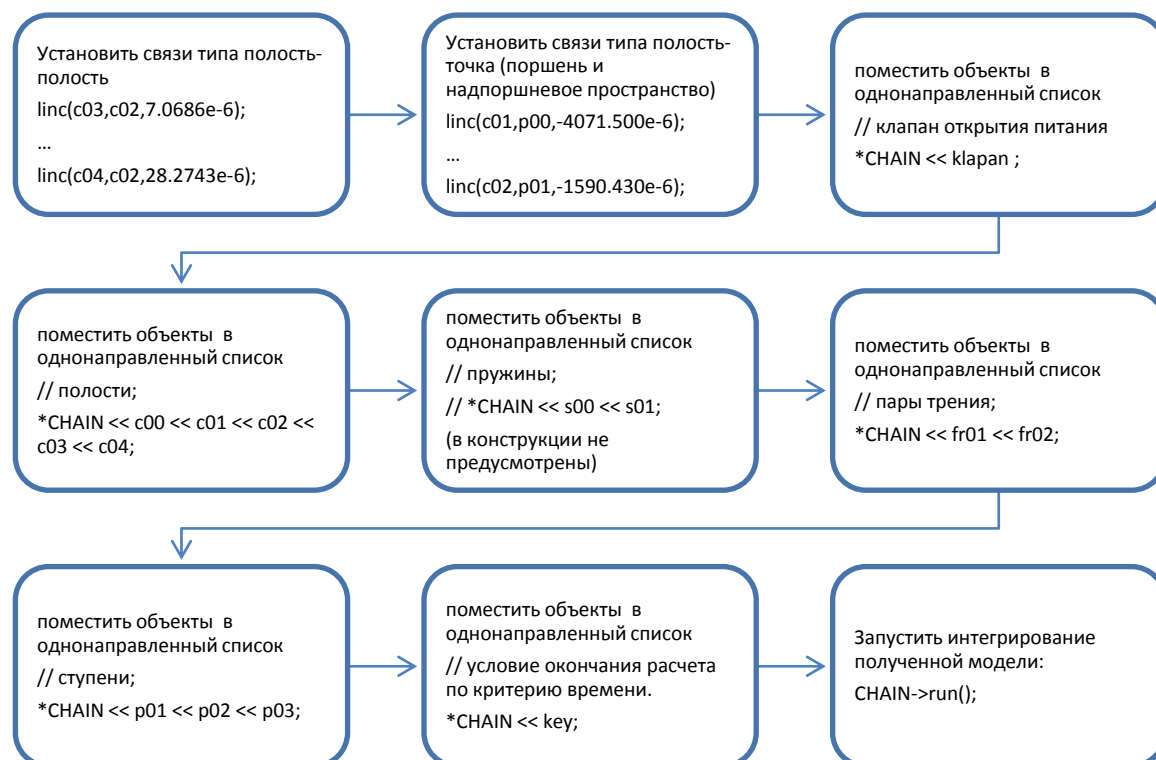 Установить связи типа полость-
полость
linc(c03,c02,7.0686e-6);
...
linc(c04,c02,28.2743e-6);
Установить связи типа полость-
точка (поршень и
надпоршневое пространство)
linc(c01,p00,-4071.500e-6);
...
linc(c02,p01,-1590.430e-6);
поместить объекты в
однонаправленный список
// клапан открытия питания
*CHAIN << klapan ;
поместить объекты в
однонаправленный список
// полости;
*CHAIN << c00 << c01 << c02 <<
c03 << c04;
поместить объекты в
однонаправленный список
// пружины;
// *CHAIN << s00 << s01;
(в конструкции не
предусмотрены)
поместить объекты в
однонаправленный список
// пары трения;
*CHAIN << fr01 << fr02;
поместить объекты в
однонаправленный список
// ступени;
*CHAIN << p01 << p02 << p03;
поместить объекты в
однонаправленный список
// условие окончания расчета
по критерию времени.
*CHAIN << key;
Запустить интегрирование
полученной модели:
CHAIN->run();